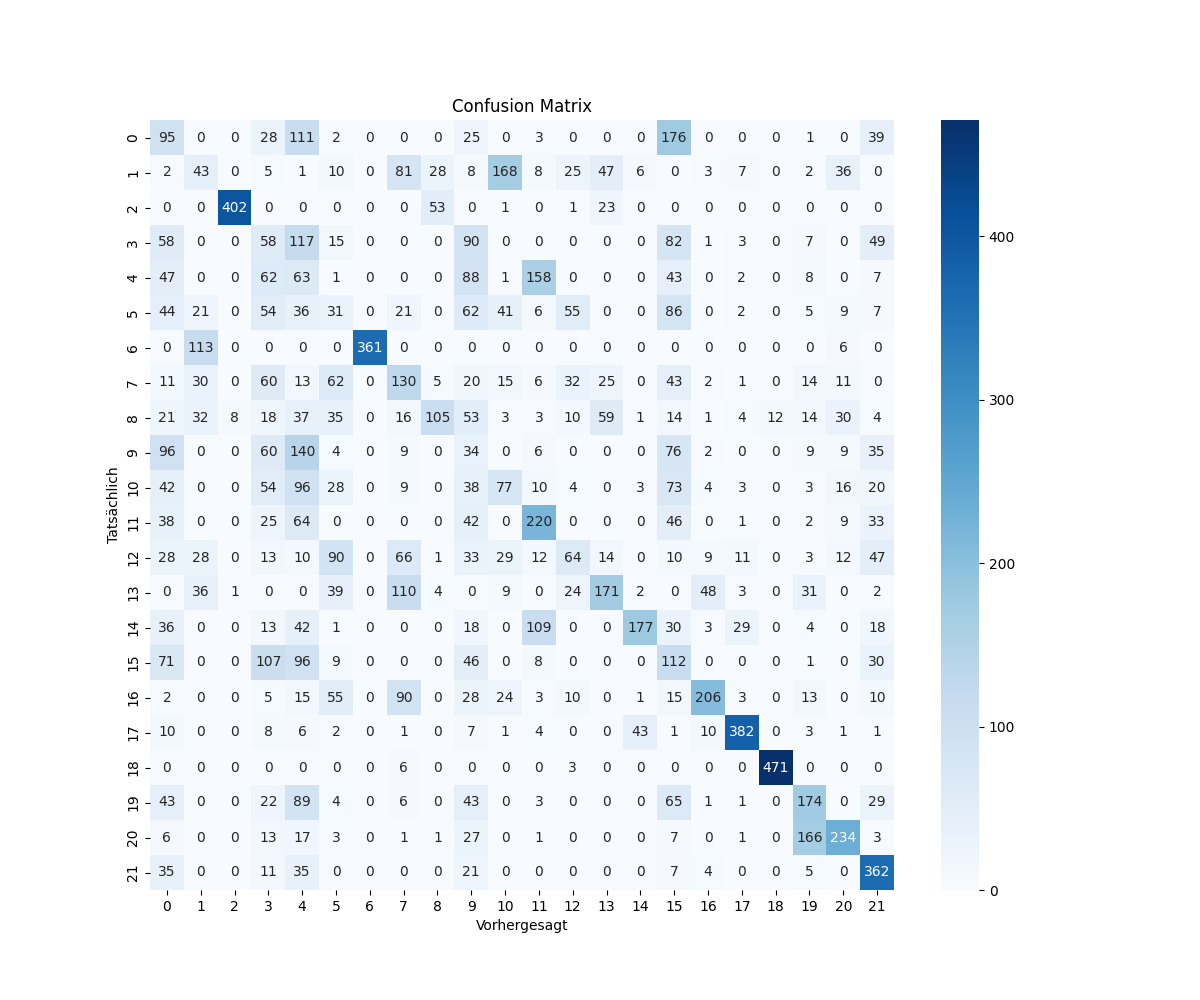 Confusion Matrix
0 95 0 0 28 111 2 0 0 0 25 0 3 0 0 0 176 0 0 0 1 0 39
1 2 43 0 5 1 10 0 81 28 8 168 8 25 47 6 0 3 7 0 2 36 0
2 0 0 402 0 0 0 0 0 53 0 1 0 1 23 0 0 0 0 0 0 0 0
3 58 0 0 58 117 15 0 0 0 90 0 0 0 0 0 82 1 3 0 7 0 49
4 47 0 0 62 63 1 0 0 0 88 1 158 0 0 0 43 0 2 0 8 0 7
5 44 21 0 54 36 31 0 21 0 62 41 6 55 0 0 86 0 2 0 5 9 7
6 0 113 0 0 0 0 361 0 0 0 0 0 0 0 0 0 0 0 0 0 6 0
7 11 30 0 60 13 62 0 130 5 20 15 6 32 25 0 43 2 1 0 14 11 0
8 21 32 8 18 37 35 0 16 105 53 3 3 10 59 1 14 1 4 12 14 30 4
9 96 0 0 60 140 4 0 9 0 34 0 6 0 0 0 76 2 0 0 9 9 35
10 42 0 0 54 96 28 0 9 0 38 77 10 4 0 3 73 4 3 0 3 16 20
11 38 0 0 25 64 0 0 0 0 42 0 220 0 0 0 46 0 1 0 2 9 33
12 28 28 0 13 10 90 0 66 1 33 29 12 64 14 0 10 9 11 0 3 12 47
13 0 36 1 0 0 39 0 110 4 0 9 0 24 171 2 0 48 0 0 31 0 2
14 36 0 0 13 42 1 0 0 0 18 0 109 0 0 177 30 3 29 0 4 0 18
15 71 0 0 107 96 9 0 0 0 46 0 8 0 0 0 112 0 0 0 1 0 30
16 2 0 0 5 15 55 0 90 0 28 24 3 10 0 1 15 206 3 0 13 0 10
17 10 0 0 8 6 2 0 1 0 7 1 4 0 0 43 1 10 382 0 3 1 1
18 0 0 0 0 0 0 0 6 0 0 0 0 3 0 0 0 0 0 471 0 0 0
19 43 0 0 22 89 4 0 6 0 43 0 3 0 0 0 65 1 1 0 174 0 29
20 6 0 0 13 17 3 0 1 1 27 0 1 0 0 0 7 0 1 0 166 234 3
21 35 0 0 11 35 0 0 0 0 21 0 0 0 0 0 7 4 0 0 5 0 362
0 1 2 3 4 5 6 7 8 9 10 11 12 13 14 15 16 17 18 19 20 21
Vorhergesagt
Tatsächlich
400
300
200
100
0